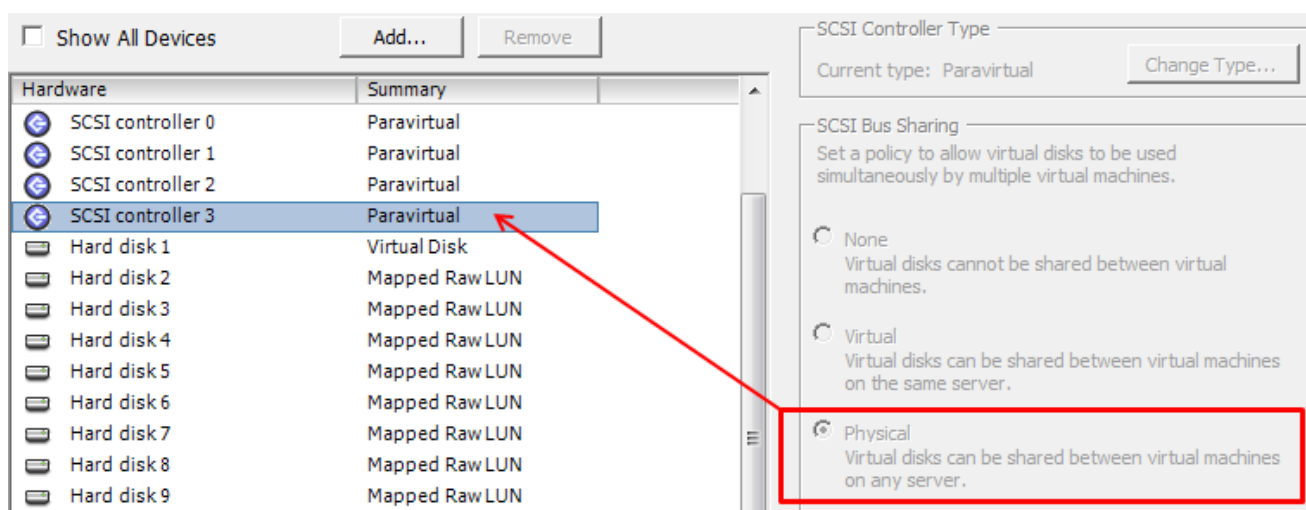 Show All Devices
Add...
Remove
Hardware
Summary
SCSI controller 0
Paravirtual
SCSI controller 1
Paravirtual
SCSI controller 2
Paravirtual
SCSI controller 3
Paravirtual
Hard disk 1
Virtual Disk
Hard disk 2
Mapped Raw LUN
Hard disk 3
Mapped Raw LUN
Hard disk 4
Mapped Raw LUN
Hard disk 5
Mapped Raw LUN
Hard disk 6
Mapped Raw LUN
Hard disk 7
Mapped Raw LUN
Hard disk 8
Mapped Raw LUN
Hard disk 9
Mapped Raw LUN
SCSI Controller Type
Current type: Paravirtual
Change Type...
SCSI Bus Sharing
Set a policy to allow virtual disks to be used
simultaneously by multiple virtual machines.
None
Virtual disks cannot be shared between virtual
machines.
Virtual
Virtual disks can be shared between virtual machines
on the same server.
Physical
Virtual disks can be shared between virtual machines
on any server.